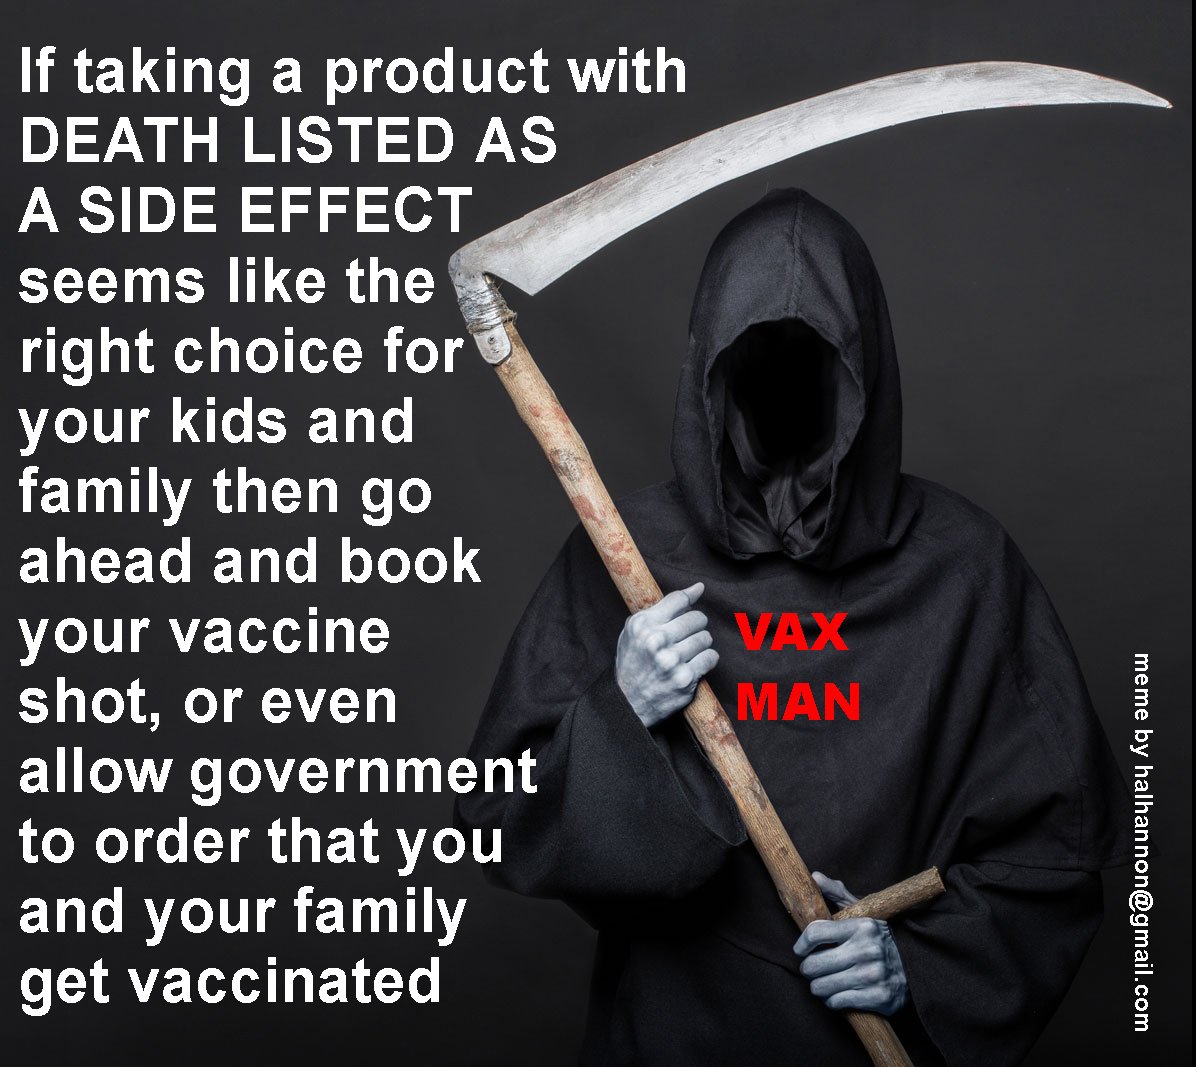 If taking a product with
DEATH LISTED AS
A SIDE EFFECT
seems like the
right choice for
your kids and
family then go
ahead and book
your vaccine
shot, or even
allow government
to order that you
and your family
get vaccinated
VAX
MAN
meme by halhannon@gmail.com